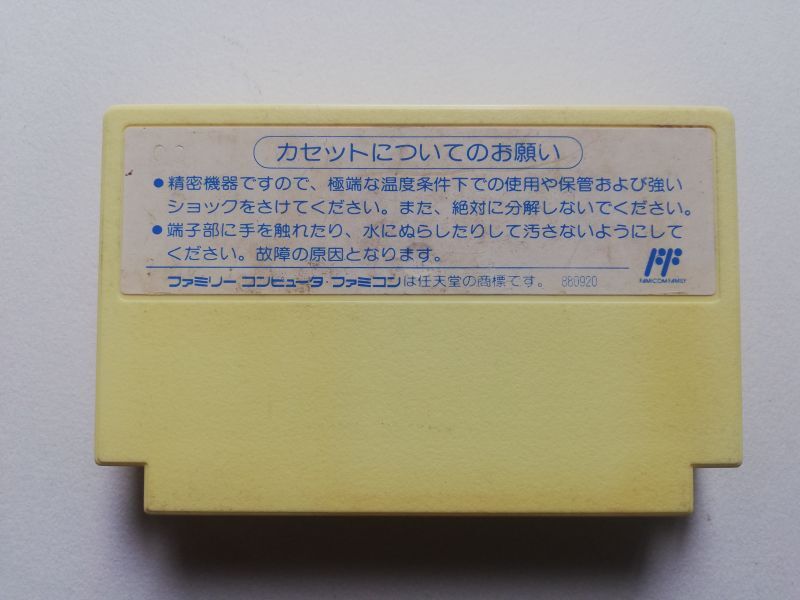 カセットについてのお願い
●精密機器ですので、極端な温度条件下での使用や保管および強い
ショックをさけてください。また、絶対に分解しないでください。
●端子部に手を触れたり、水にぬらしたりして汚さないようにして
ください。故障の原因となります。
FAMICOM FAMILY
ファミリー コンピュータ・ファミコンは任天堂の商標です。 880920